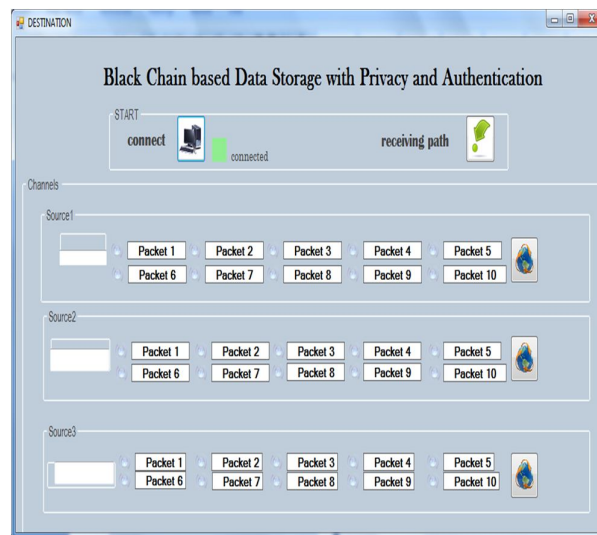 DESTINATION
Black Chain based Data Storage with Privacy and Authentication
START
connect connected receiving path
Channels
Source1
Packet 1 Packet 2 Packet 3 Packet 4 Packet 5
Packet 6 Packet 7 Packet 8 Packet 9 Packet 10
Source2
Packet 1 Packet 2 Packet 3 Packet 4 Packet 5
Packet 6 Packet 7 Packet 8 Packet 9 Packet 10
Source3
Packet 1 Packet 2 Packet 3 Packet 4 Packet 5
Packet 6 Packet 7 Packet 8 Packet 9 Packet 10